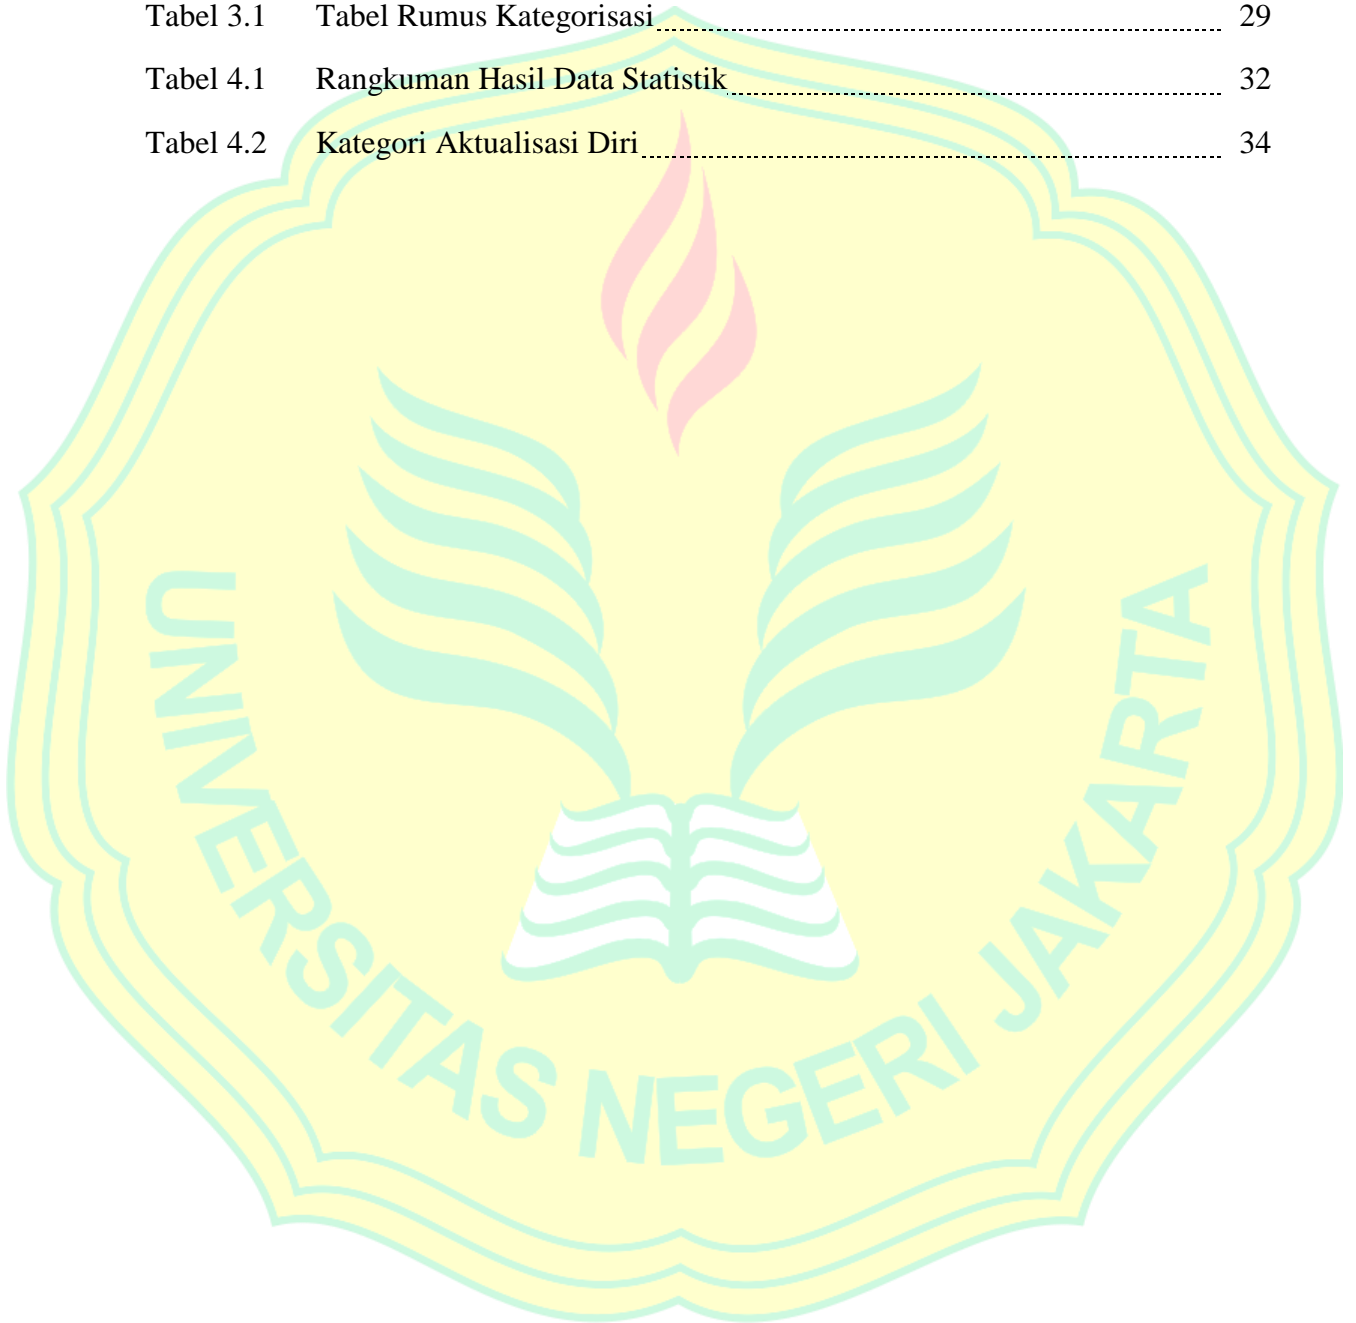 Tabel 3.1 Tabel Rumus Kategorisasi 29
Tabel 4.1 Rangkuman Hasil Data Statistik 32
Tabel 4.2 Kategori Aktualisasi Diri 34
UNIVERSITAS NEGERI JAKARTA